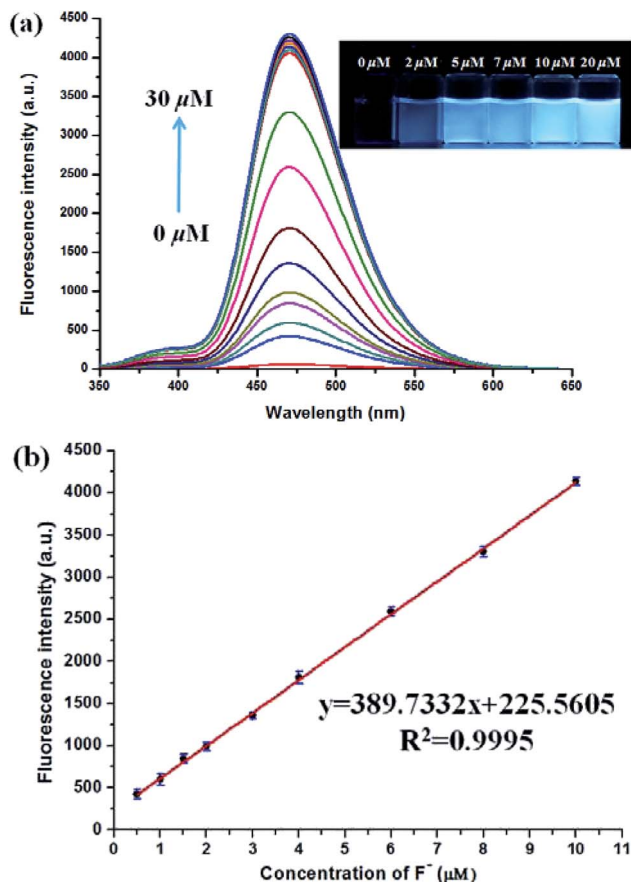 (a)
4500
4000
3500
3000
2500
2000
1500
1000
500
0
Fluorescence intensity (a.u.)
30 μM
0 μM
0 μM 2 μM 5 μM 7 μM 10 μM 20 μM
350 400 450 500 550 600 650
Wavelength (nm)
(b)
4500
4000
3500
3000
2500
2000
1500
1000
500
0
Fluorescence intensity (a.u.)
y=389.7332x+225.5605
R²=0.9995
0 1 2 3 4 5 6 7 8 9 10 11
Concentration of F⁻ (μM)